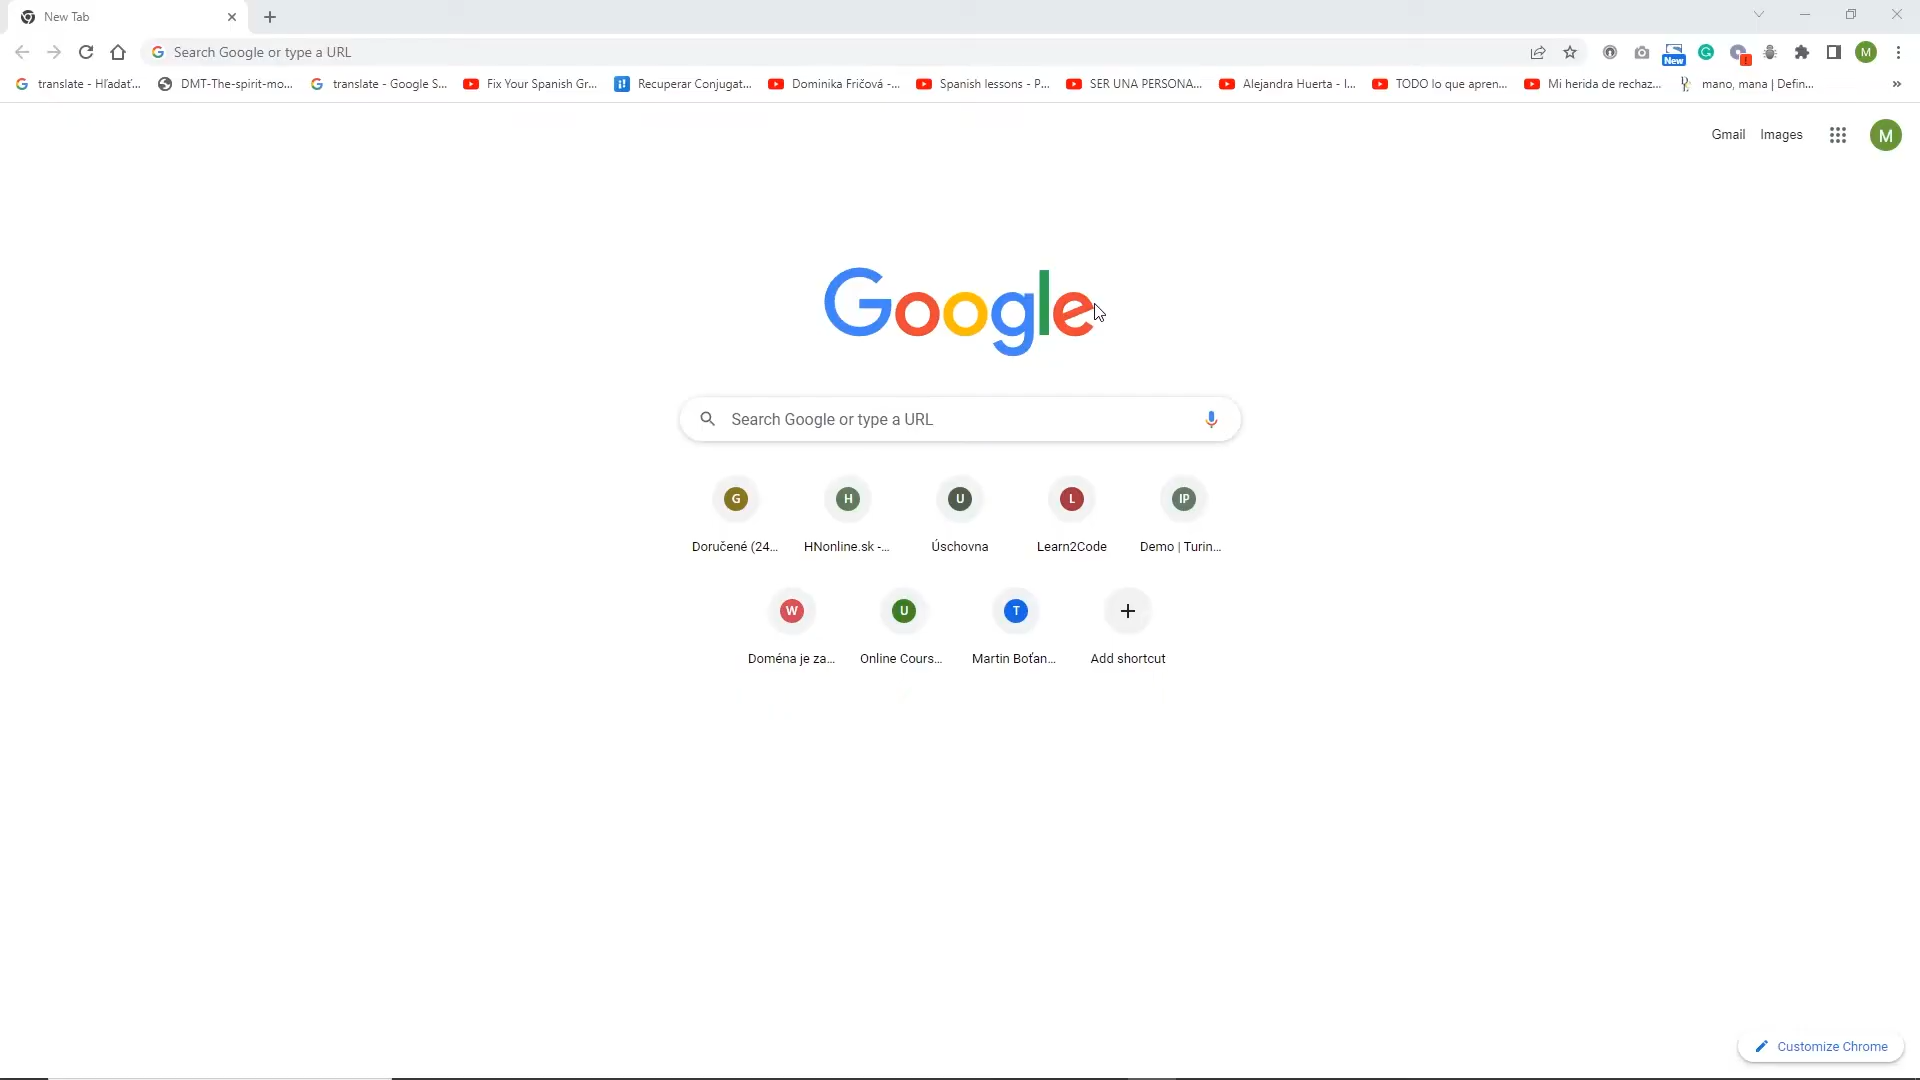 New Tab
Search Google or type a URL
New
M
translate - Hľadať...
DMT-The-spirit-mo...
translate - Google S...
Fix Your Spanish Gr...
Recuperar Conjugat...
Dominika Fričová -...
Spanish lessons - P...
SER UNA PERSONA...
Alejandra Huerta - I...
TODO lo que apren...
Mi herida de rechaz...
mano, mana | Defin...
»
Gmail
Images
M
Google
Search Google or type a URL
G
H
U
L
IP
Doručené (24...
HNonline.sk -...
Úschovna
Learn2Code
Demo | Turin...
W
U
T
Doména je za...
Online Cours...
Martin Boťan...
Add shortcut
Customize Chrome